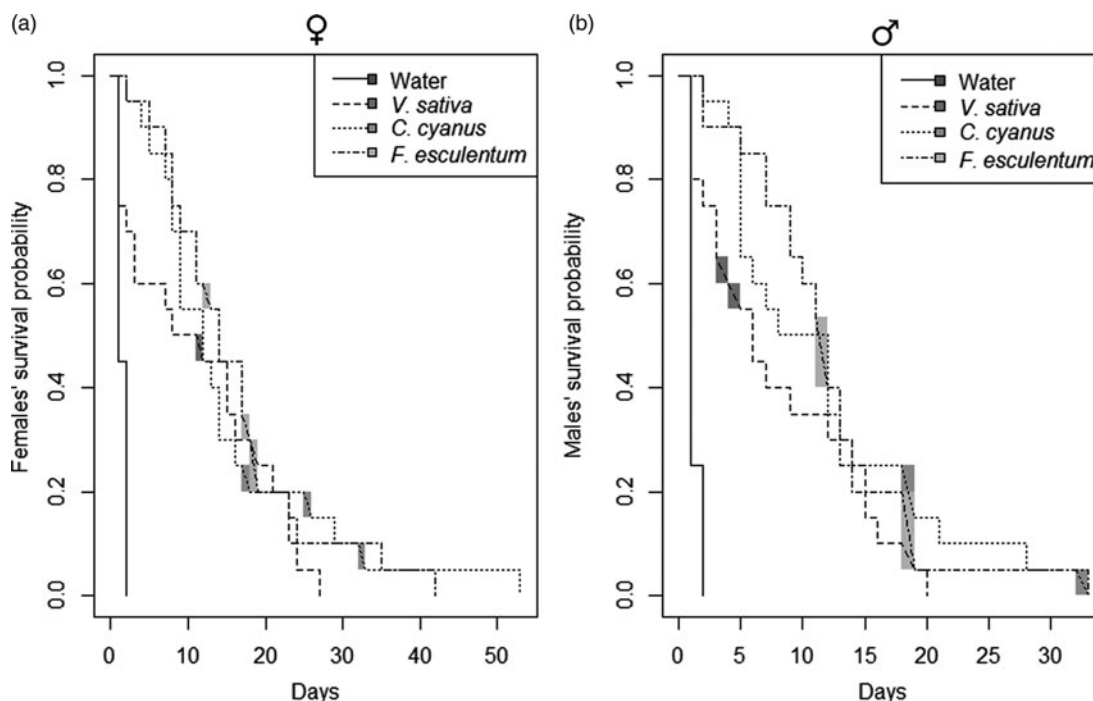 (a)
♀
Females' survival probability
1.0
0.8
0.6
0.4
0.2
0.0
Water
V. sativa
C. cyanus
F. esculentum
0 10 20 30 40 50
Days
(b)
♂
Males' survival probability
1.0
0.8
0.6
0.4
0.2
0.0
Water
V. sativa
C. cyanus
F. esculentum
0 5 10 15 20 25 30
Days